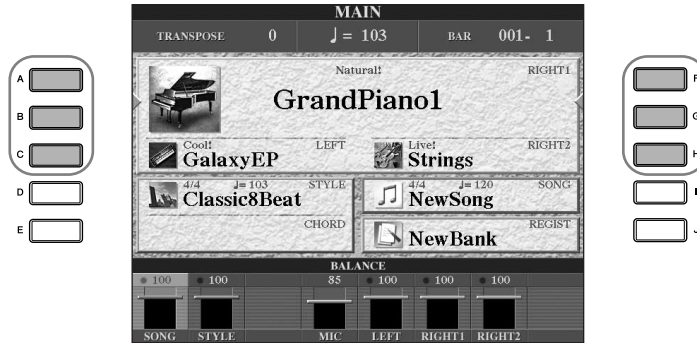 MAIN
TRANSPOSE 0 ♩= 103 BAR 001- 1
A
B
C
D
E
Natural! RIGHT1
GrandPiano1
Cool! LEFT
GalaxyEP
Live! RIGHT2
Strings
4/4 ♩=103 STYLE
Classic8Beat
CHORD
4/4 ♩=120 SONG
NewSong
REGIST
NewBank
H
BALANCE
100 100 85 100 100 100
SONG STYLE MIC LEFT RIGHT1 RIGHT2